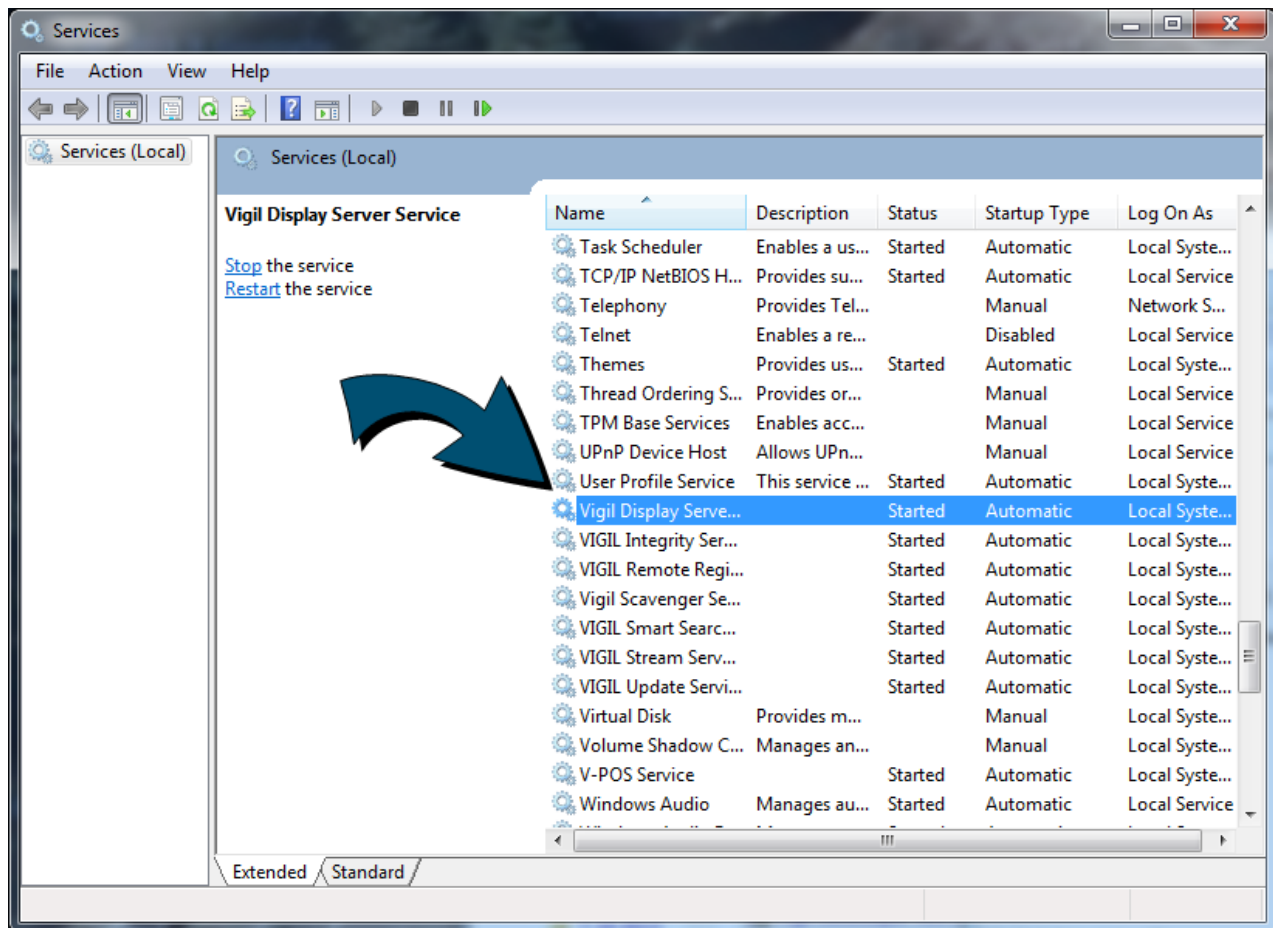 Services
File Action View Help
Services (Local)
Services (Local)
Vigil Display Server Service
Stop the service
Restart the service
Name Description Status Startup Type Log On As
Task Scheduler Enables a us... Started Automatic Local Syste...
TCP/IP NetBIOS H... Provides su... Started Automatic Local Service
Telephony Provides Tel... Manual Network S...
Telnet Enables a re... Disabled Local Service
Themes Provides us... Started Automatic Local Syste...
Thread Ordering S... Provides or... Manual Local Service
TPM Base Services Enables acc... Manual Local Service
UPnP Device Host Allows UPn... Manual Local Service
User Profile Service This service ... Started Automatic Local Syste...
Vigil Display Serve... Started Automatic Local Syste...
VIGIL Integrity Ser... Started Automatic Local Syste...
VIGIL Remote Regi... Started Automatic Local Syste...
Vigil Scavenger Se... Started Automatic Local Syste...
VIGIL Smart Searc... Started Automatic Local Syste...
VIGIL Stream Serv... Started Automatic Local Syste...
VIGIL Update Servi... Started Automatic Local Syste...
Virtual Disk Provides m... Manual Local Syste...
Volume Shadow C... Manages an... Manual Local Syste...
V-POS Service Started Automatic Local Syste...
Windows Audio Manages au... Started Automatic Local Service
Extended Standard